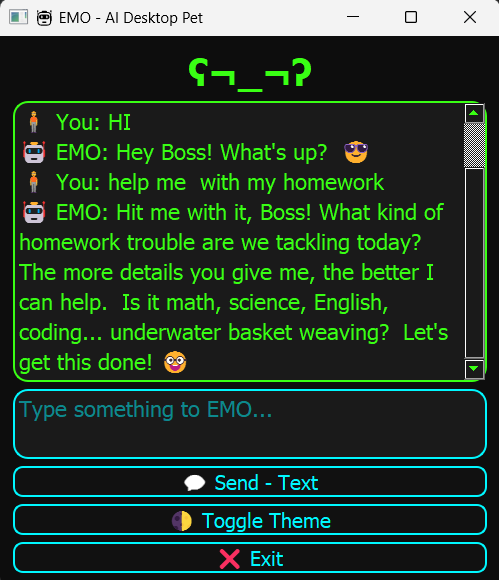 EMO - AI Desktop Pet
ʕ¬_¬ʔ
You: HI
EMO: Hey Boss! What's up? 😎
You: help me  with my homework
EMO: Hit me with it, Boss! What kind of
homework trouble are we tackling today?
The more details you give me, the better I
can help.  Is it math, science, English,
coding... underwater basket weaving?  Let's
get this done! 🤓
Type something to EMO...
💬 Send - Text
🌓 Toggle Theme
❌ Exit